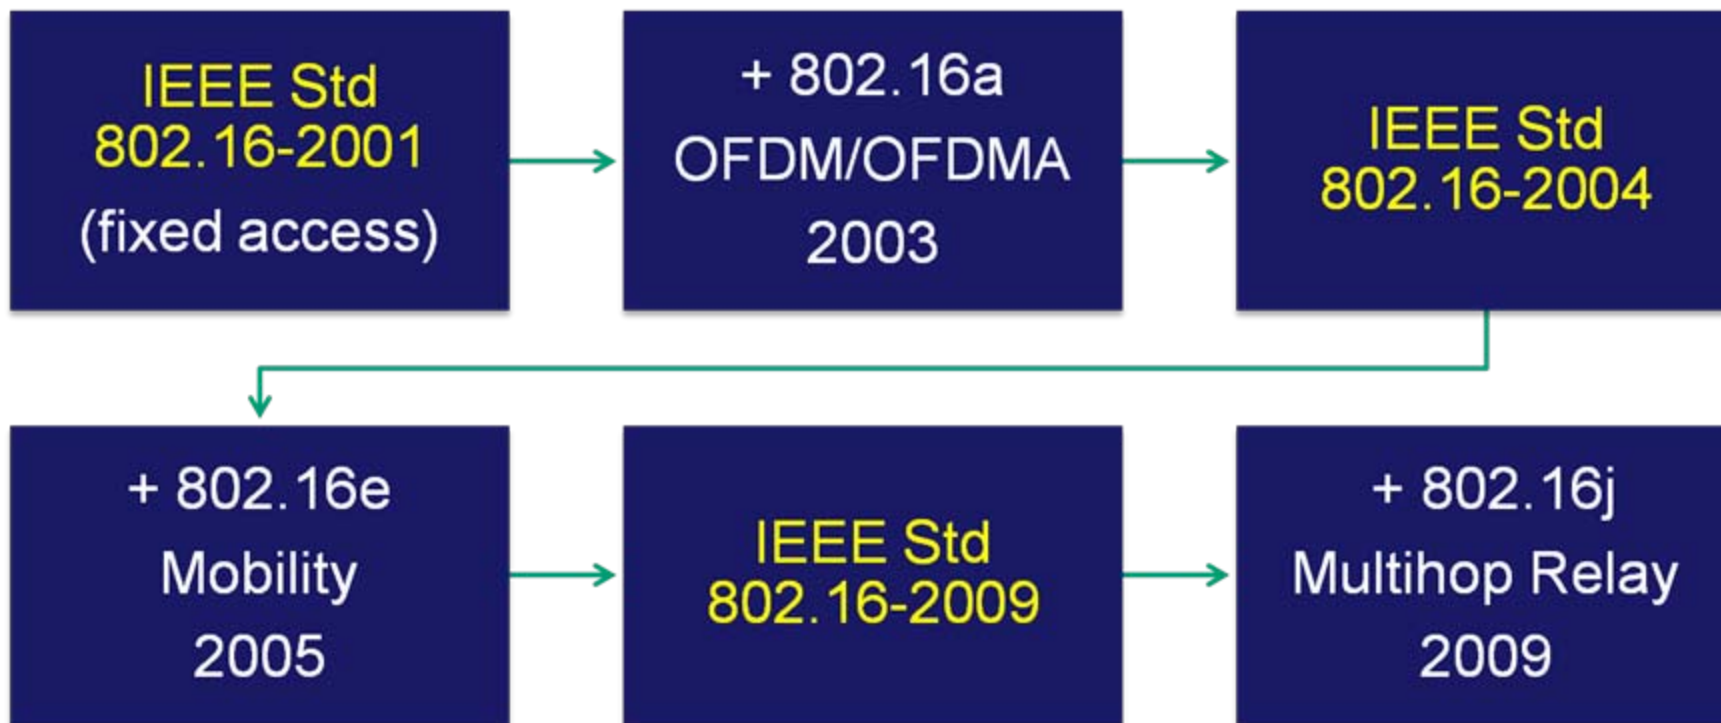 IEEE Std
802.16-2001
(fixed access)
+ 802.16a
OFDM/OFDMA
2003
IEEE Std
802.16-2004
+ 802.16e
Mobility
2005
IEEE Std
802.16-2009
+ 802.16j
Multihop Relay
2009